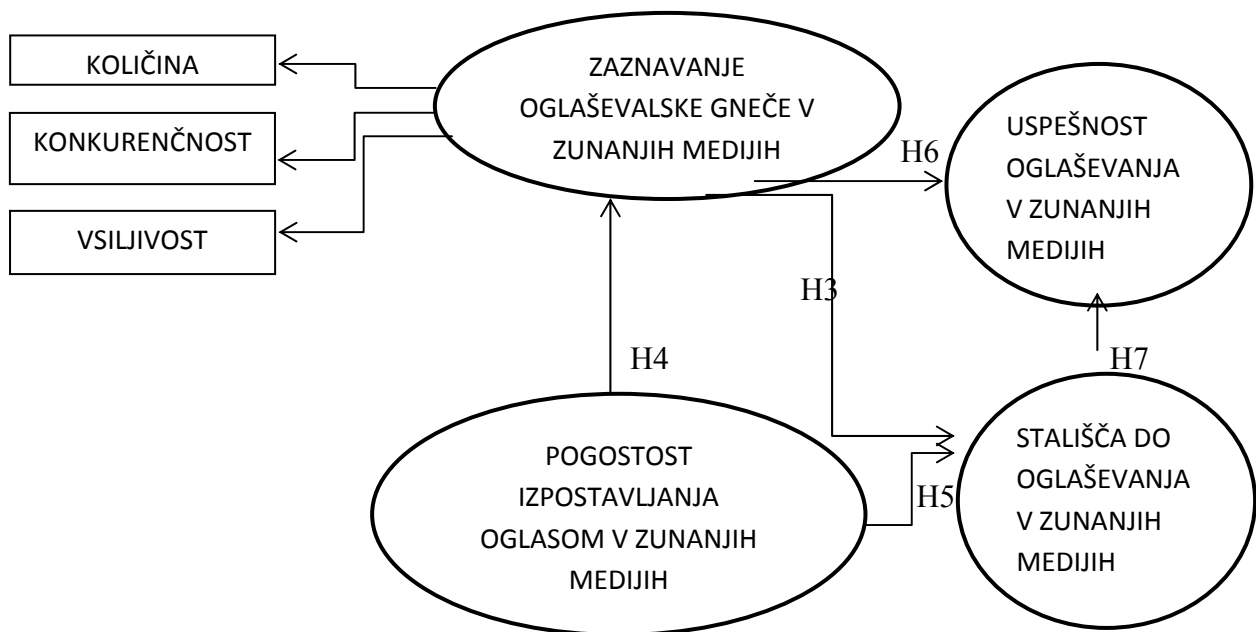 KOLIČINA
KONKURENČNOST
VSILJIVOST
ZAZNAVANJE
OGLAŠEVALSKE GNEČE V
ZUNANJIH MEDIJIH
H6
USPEŠNOST
OGLAŠEVANJA
V ZUNANJIH
MEDIJIH
H3
H4
H7
POGOSTOST
IZPOSTAVLJANJA
OGLASOM V ZUNANJIH
MEDIJIH
H5
STALIŠČA DO
OGLAŠEVANJA
V ZUNANJIH
MEDIJIH